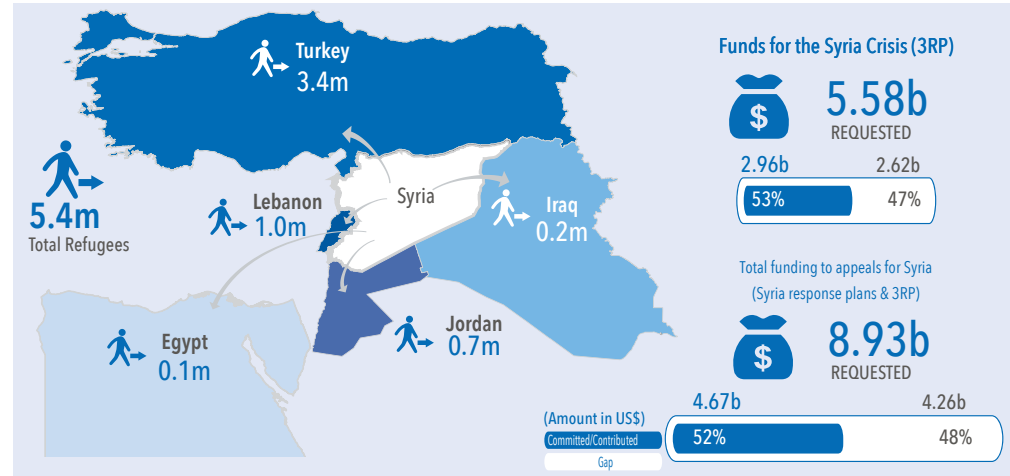 Turkey
3.4m
5.4m
Total Refugees
Lebanon
1.0m
Syria
Iraq
0.2m
Egypt
0.1m
Jordan
0.7m
Funds for the Syria Crisis (3RP)
$
5.58b
REQUESTED
2.96b 2.62b
53% 47%
Total funding to appeals for Syria
(Syria response plans & 3RP)
$
8.93b
REQUESTED
4.67b 4.26b
(Amount in US$)
Committed/Contributed
Gap
52% 48%